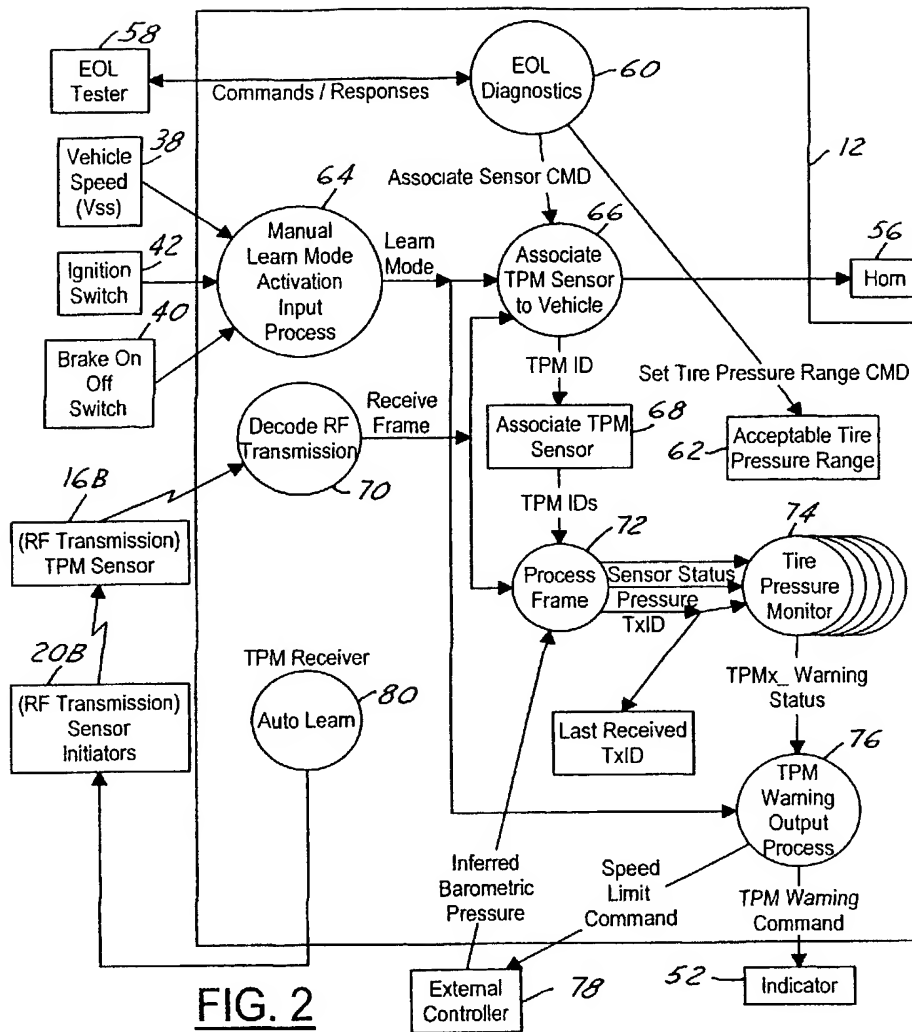 58
EOL
Tester
Commands / Responses
EOL
Diagnostics
60
12
38
Vehicle
Speed
(Vss)
64
Associate Sensor CMD
66
42
Ignition
Switch
Manual
Learn Mode
Activation
Input
Process
Learn
Mode
Associate
TPM Sensor
to Vehicle
56
Horn
40
Brake On
Off
Switch
TPM ID
Set Tire Pressure Range CMD
Decode RF
Transmission
70
Receive
Frame
Associate TPM
Sensor
68
62
Acceptable Tire
Pressure Range
16B
(RF Transmission)
TPM Sensor
TPM IDs
72
Process
Frame
Sensor Status
Pressure
TxID
74
Tire
Pressure
Monitor
20B
(RF Transmission)
Sensor
Initiators
TPM Receiver
Auto Learn
80
Last Received
TxID
TPMx_ Warning
Status
76
TPM
Warning
Output
Process
Inferred
Barometric
Pressure
Speed
Limit
Command
TPM Warning
Command
External
Controller
78
52
Indicator
FIG. 2